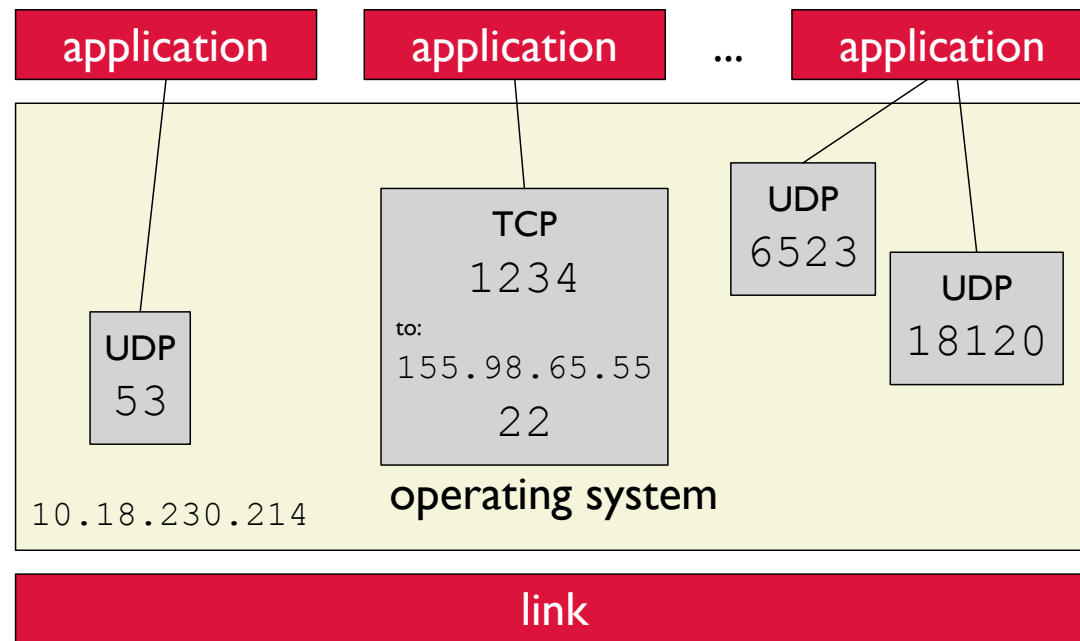 application
application
...
application
UDP
53
TCP
1234
to:
155.98.65.55
22
UDP
6523
UDP
18120
10.18.230.214
operating system
link